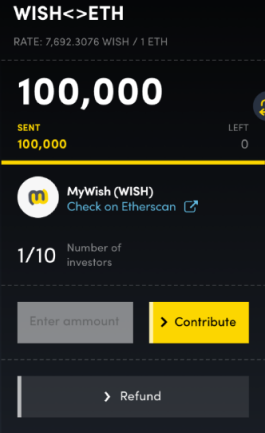 WISH<>ETH
RATE: 7,692.3076 WISH / 1 ETH
100,000
SENT LEFT
100,000 0
MyWish (WISH)
Check on Etherscan
1/10 Number of
investors
Enter ammount > Contribute
> Refund